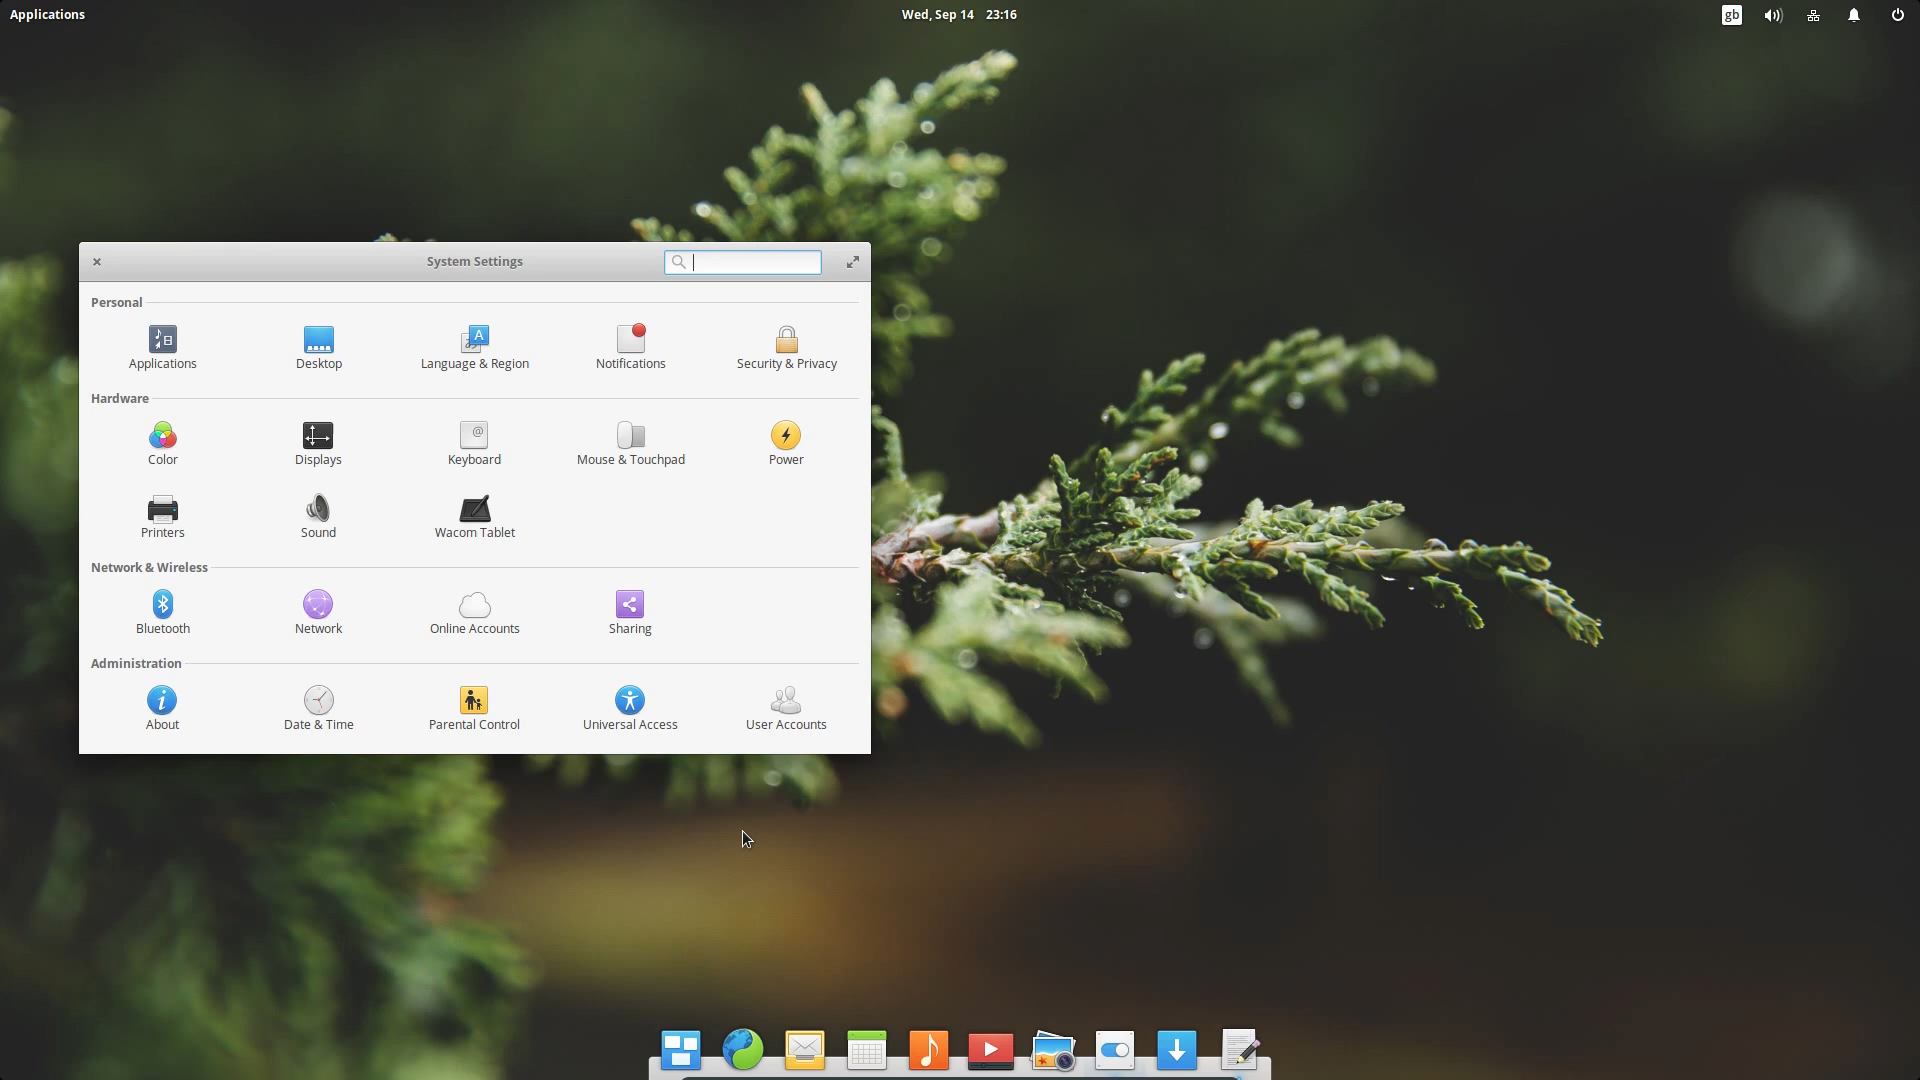 Applications
Wed, Sep 14 23:16
gb
System Settings
Personal
Applications
Desktop
Language & Region
Notifications
Security & Privacy
Hardware
Color
Displays
Keyboard
Mouse & Touchpad
Power
Printers
Sound
Wacom Tablet
Network & Wireless
Bluetooth
Network
Online Accounts
Sharing
Administration
About
Date & Time
Parental Control
Universal Access
User Accounts